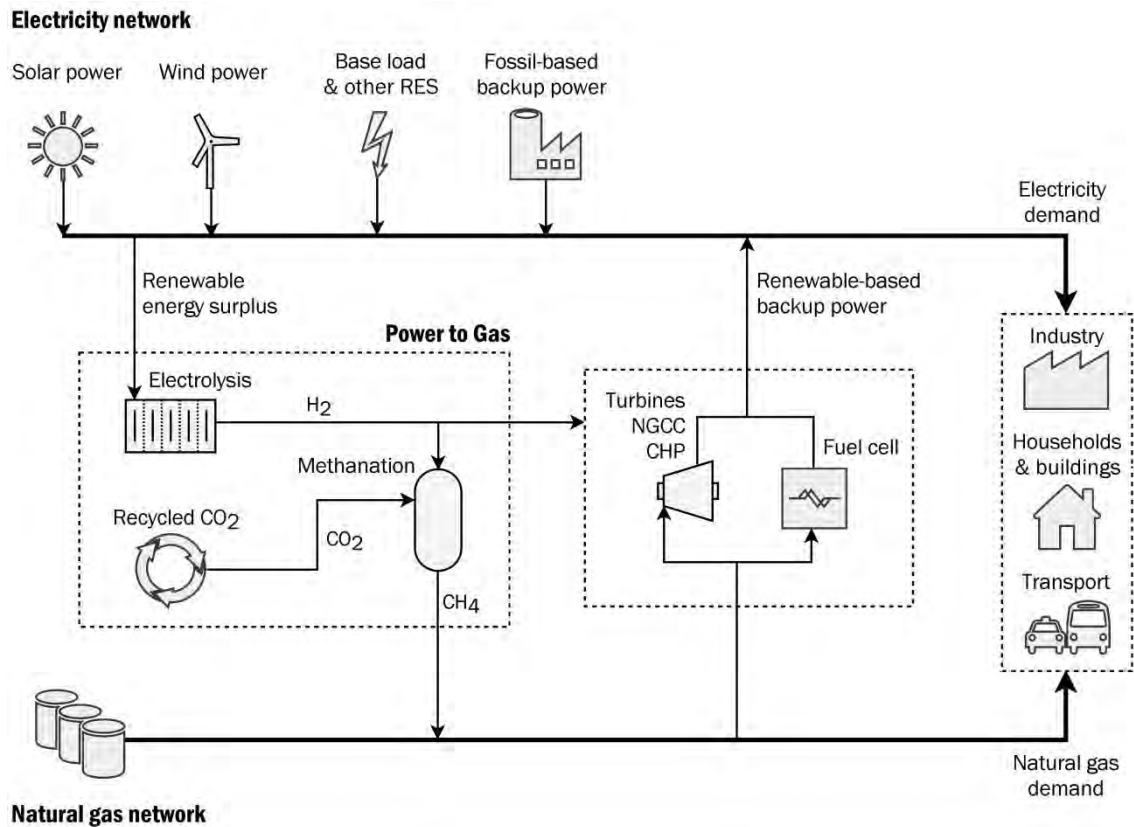 Electricity network
Solar power
Wind power
Base load
& other RES
Fossil-based
backup power
Electricity
demand
Renewable
energy surplus
Renewable-based
backup power
Power to Gas
Industry
Electrolysis
H2
Turbines
NGCC
CHP
Fuel cell
Households
& buildings
Methanation
Recycled CO2
CO2
Transport
CH4
Natural gas
demand
Natural gas network